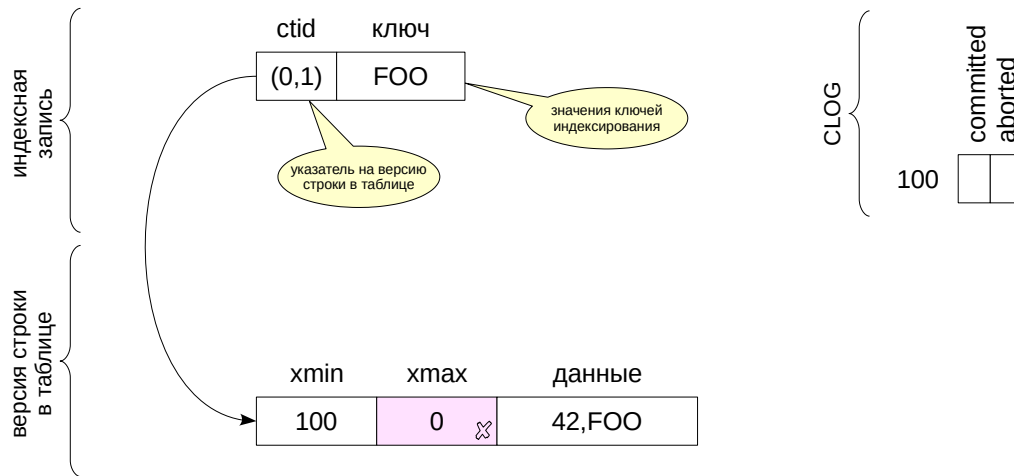 ctid ключ
(0,1) FOO
значения ключей
индексирования
указатель на версию
строки в таблице
индексная
запись
CLOG
committed
aborted
100
версия строки
в таблице
xmin xmax данные
100 0 42,FOO